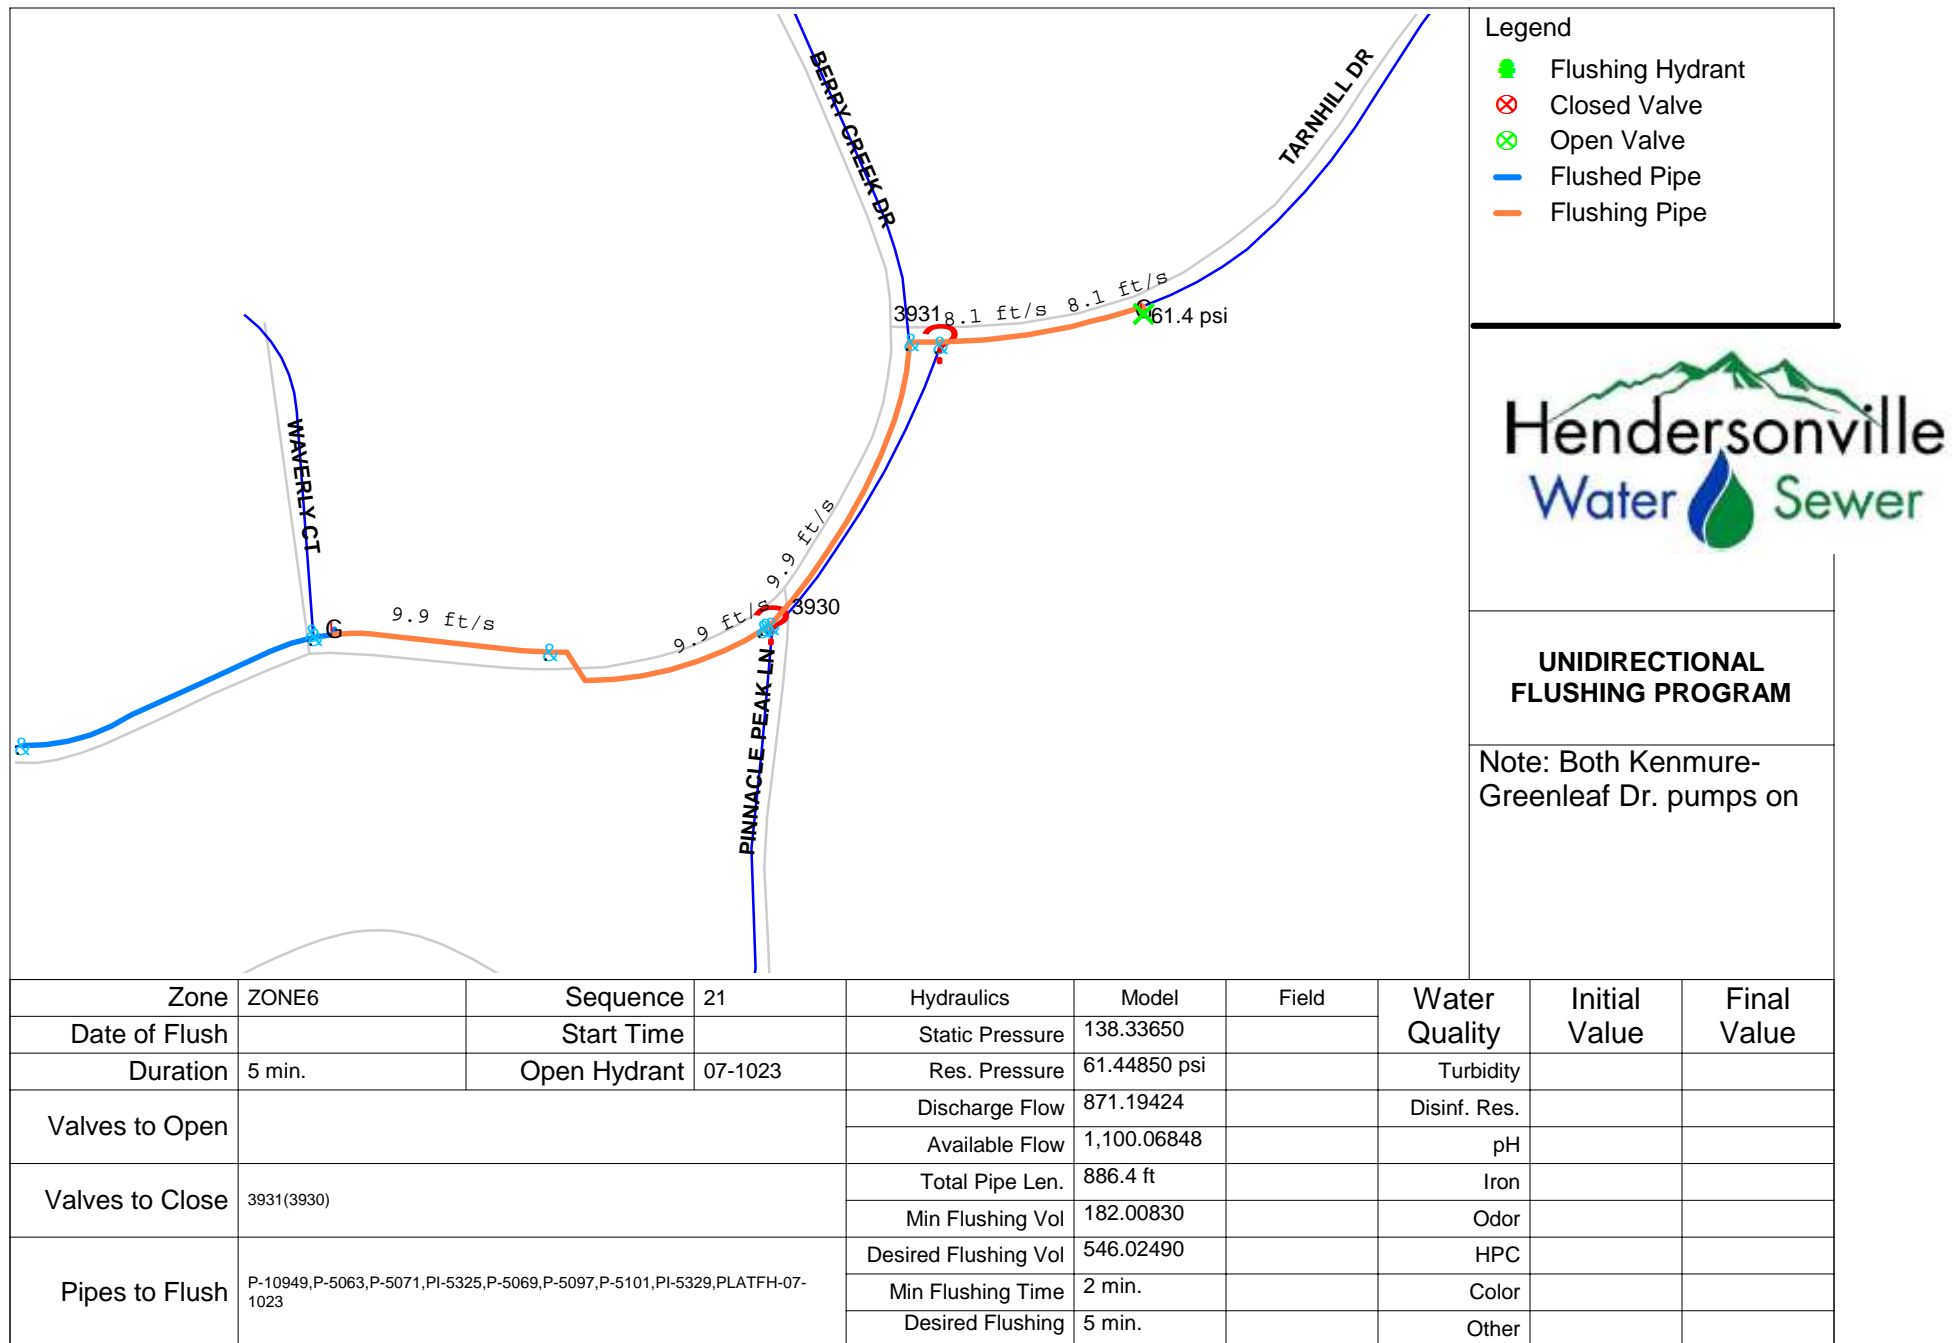 Legend
Flushing Hydrant
Closed Valve
Open Valve
Flushed Pipe
Flushing Pipe
BERRY CREEK DR
TARNHILL DR
3931
8.1 ft/s
8.1 ft/s
G
61.4 psi
WAVERLY CT
9.9 ft/s
G
9.9 ft/s
9.9 ft/s
3930
PINNACLE PEAK LN
&
&
&
&
&
&
Hendersonville
Water Sewer
UNIDIRECTIONAL
FLUSHING PROGRAM
Note: Both Kenmure-
Greenleaf Dr. pumps on
Zone ZONE6 Sequence 21 Hydraulics Model Field Water Quality Initial Value Final Value
Date of Flush Start Time Static Pressure 138.33650
Duration 5 min. Open Hydrant 07-1023 Res. Pressure 61.44850 psi Turbidity
Valves to Open Discharge Flow 871.19424 Disinf. Res.
Available Flow 1,100.06848 pH
Valves to Close 3931(3930) Total Pipe Len. 886.4 ft Iron
Min Flushing Vol 182.00830 Odor
Pipes to Flush P-10949,P-5063,P-5071,PI-5325,P-5069,P-5097,P-5101,PI-5329,PLATFH-07-
1023
Desired Flushing Vol 546.02490 HPC
Min Flushing Time 2 min. Color
Desired Flushing 5 min. Other